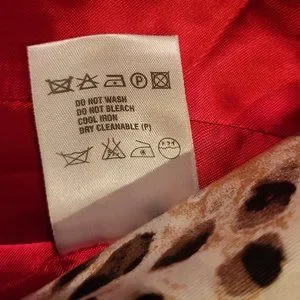 P
DO NOT WASH
DO NOT BLEACH
COOL IRON
DRY CLEANABLE (P)